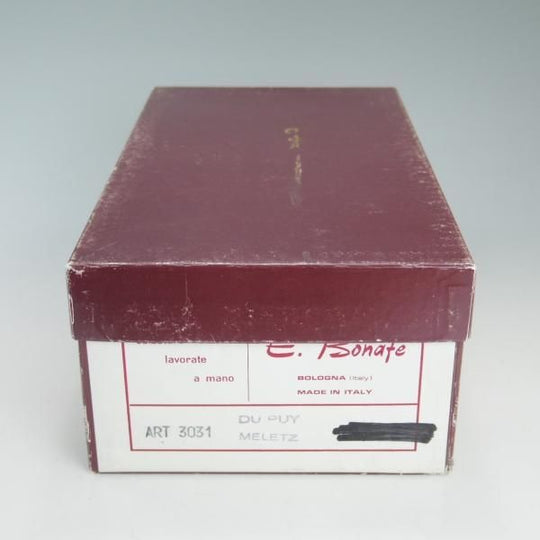 lavorate
a mano
E. Bonafe
BOLOGNA (Italy)
MADE IN ITALY
ART 3031
DU PUY
MELETZ